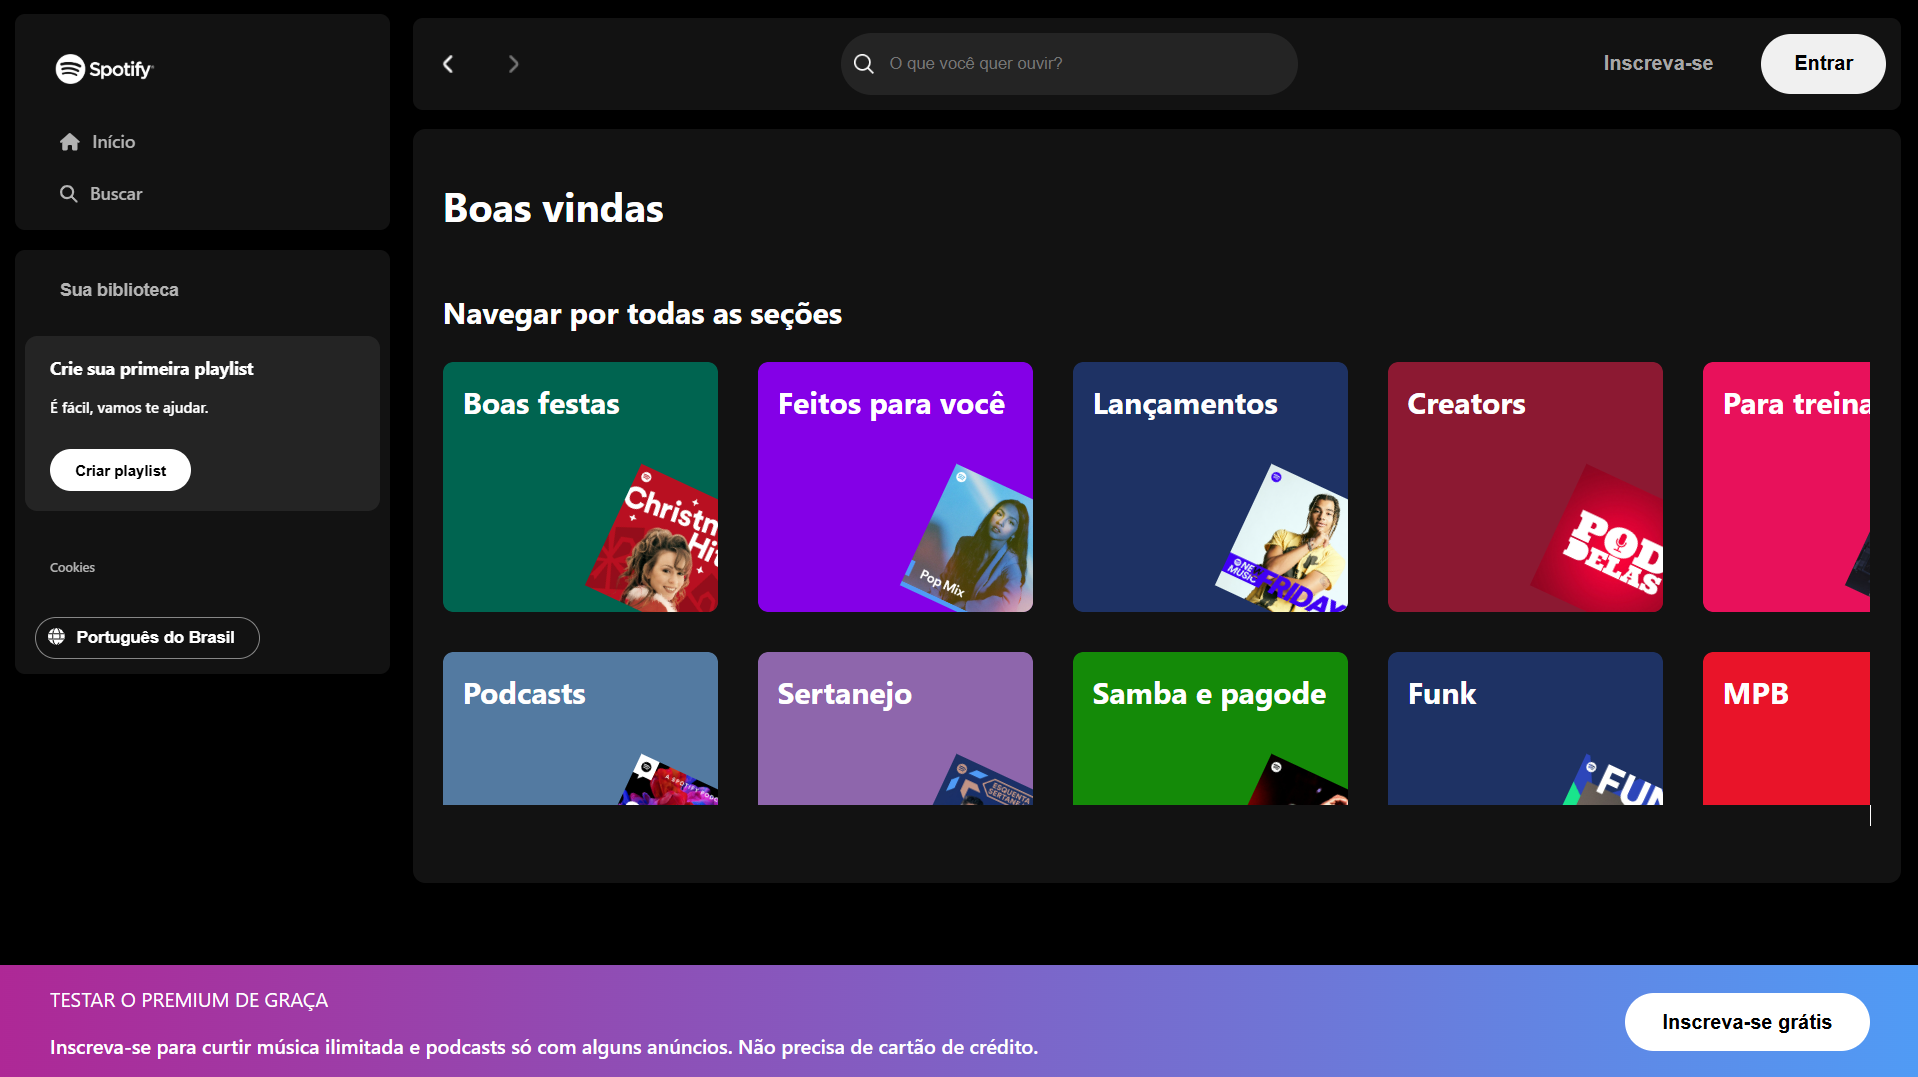 Spotify
Início
Buscar
Sua biblioteca
Crie sua primeira playlist
É fácil, vamos te ajudar.
Criar playlist
Cookies
Português do Brasil
O que você quer ouvir?
Inscreva-se
Entrar
Boas vindas
Navegar por todas as seções
Boas festas
Christm
Hit
Feitos para você
Pop Mix
Lançamentos
NE
MUSIC
FRIDAY
Creators
POD
DELAS
Para treina
Podcasts
A SPOTIFY PODC
Sertanejo
ESQUENTA
SERTANE
Samba e pagode
Funk
FUN
MPB
TESTAR O PREMIUM DE GRAÇA
Inscreva-se para curtir música ilimitada e podcasts só com alguns anúncios. Não precisa de cartão de crédito.
Inscreva-se grátis